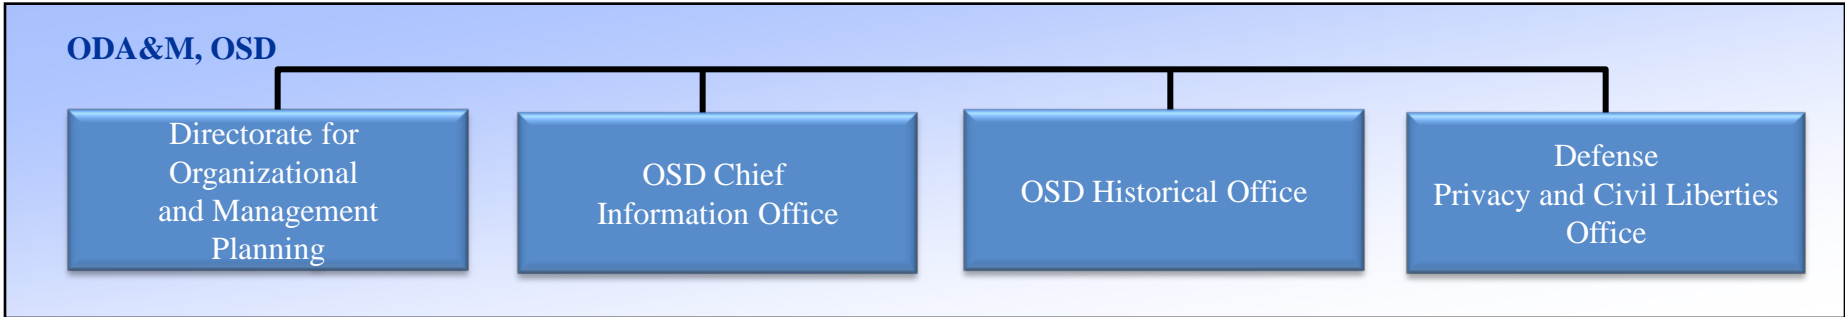 ODA&M, OSD
Directorate for
Organizational
and Management
Planning
OSD Chief
Information Office
OSD Historical Office
Defense
Privacy and Civil Liberties
Office